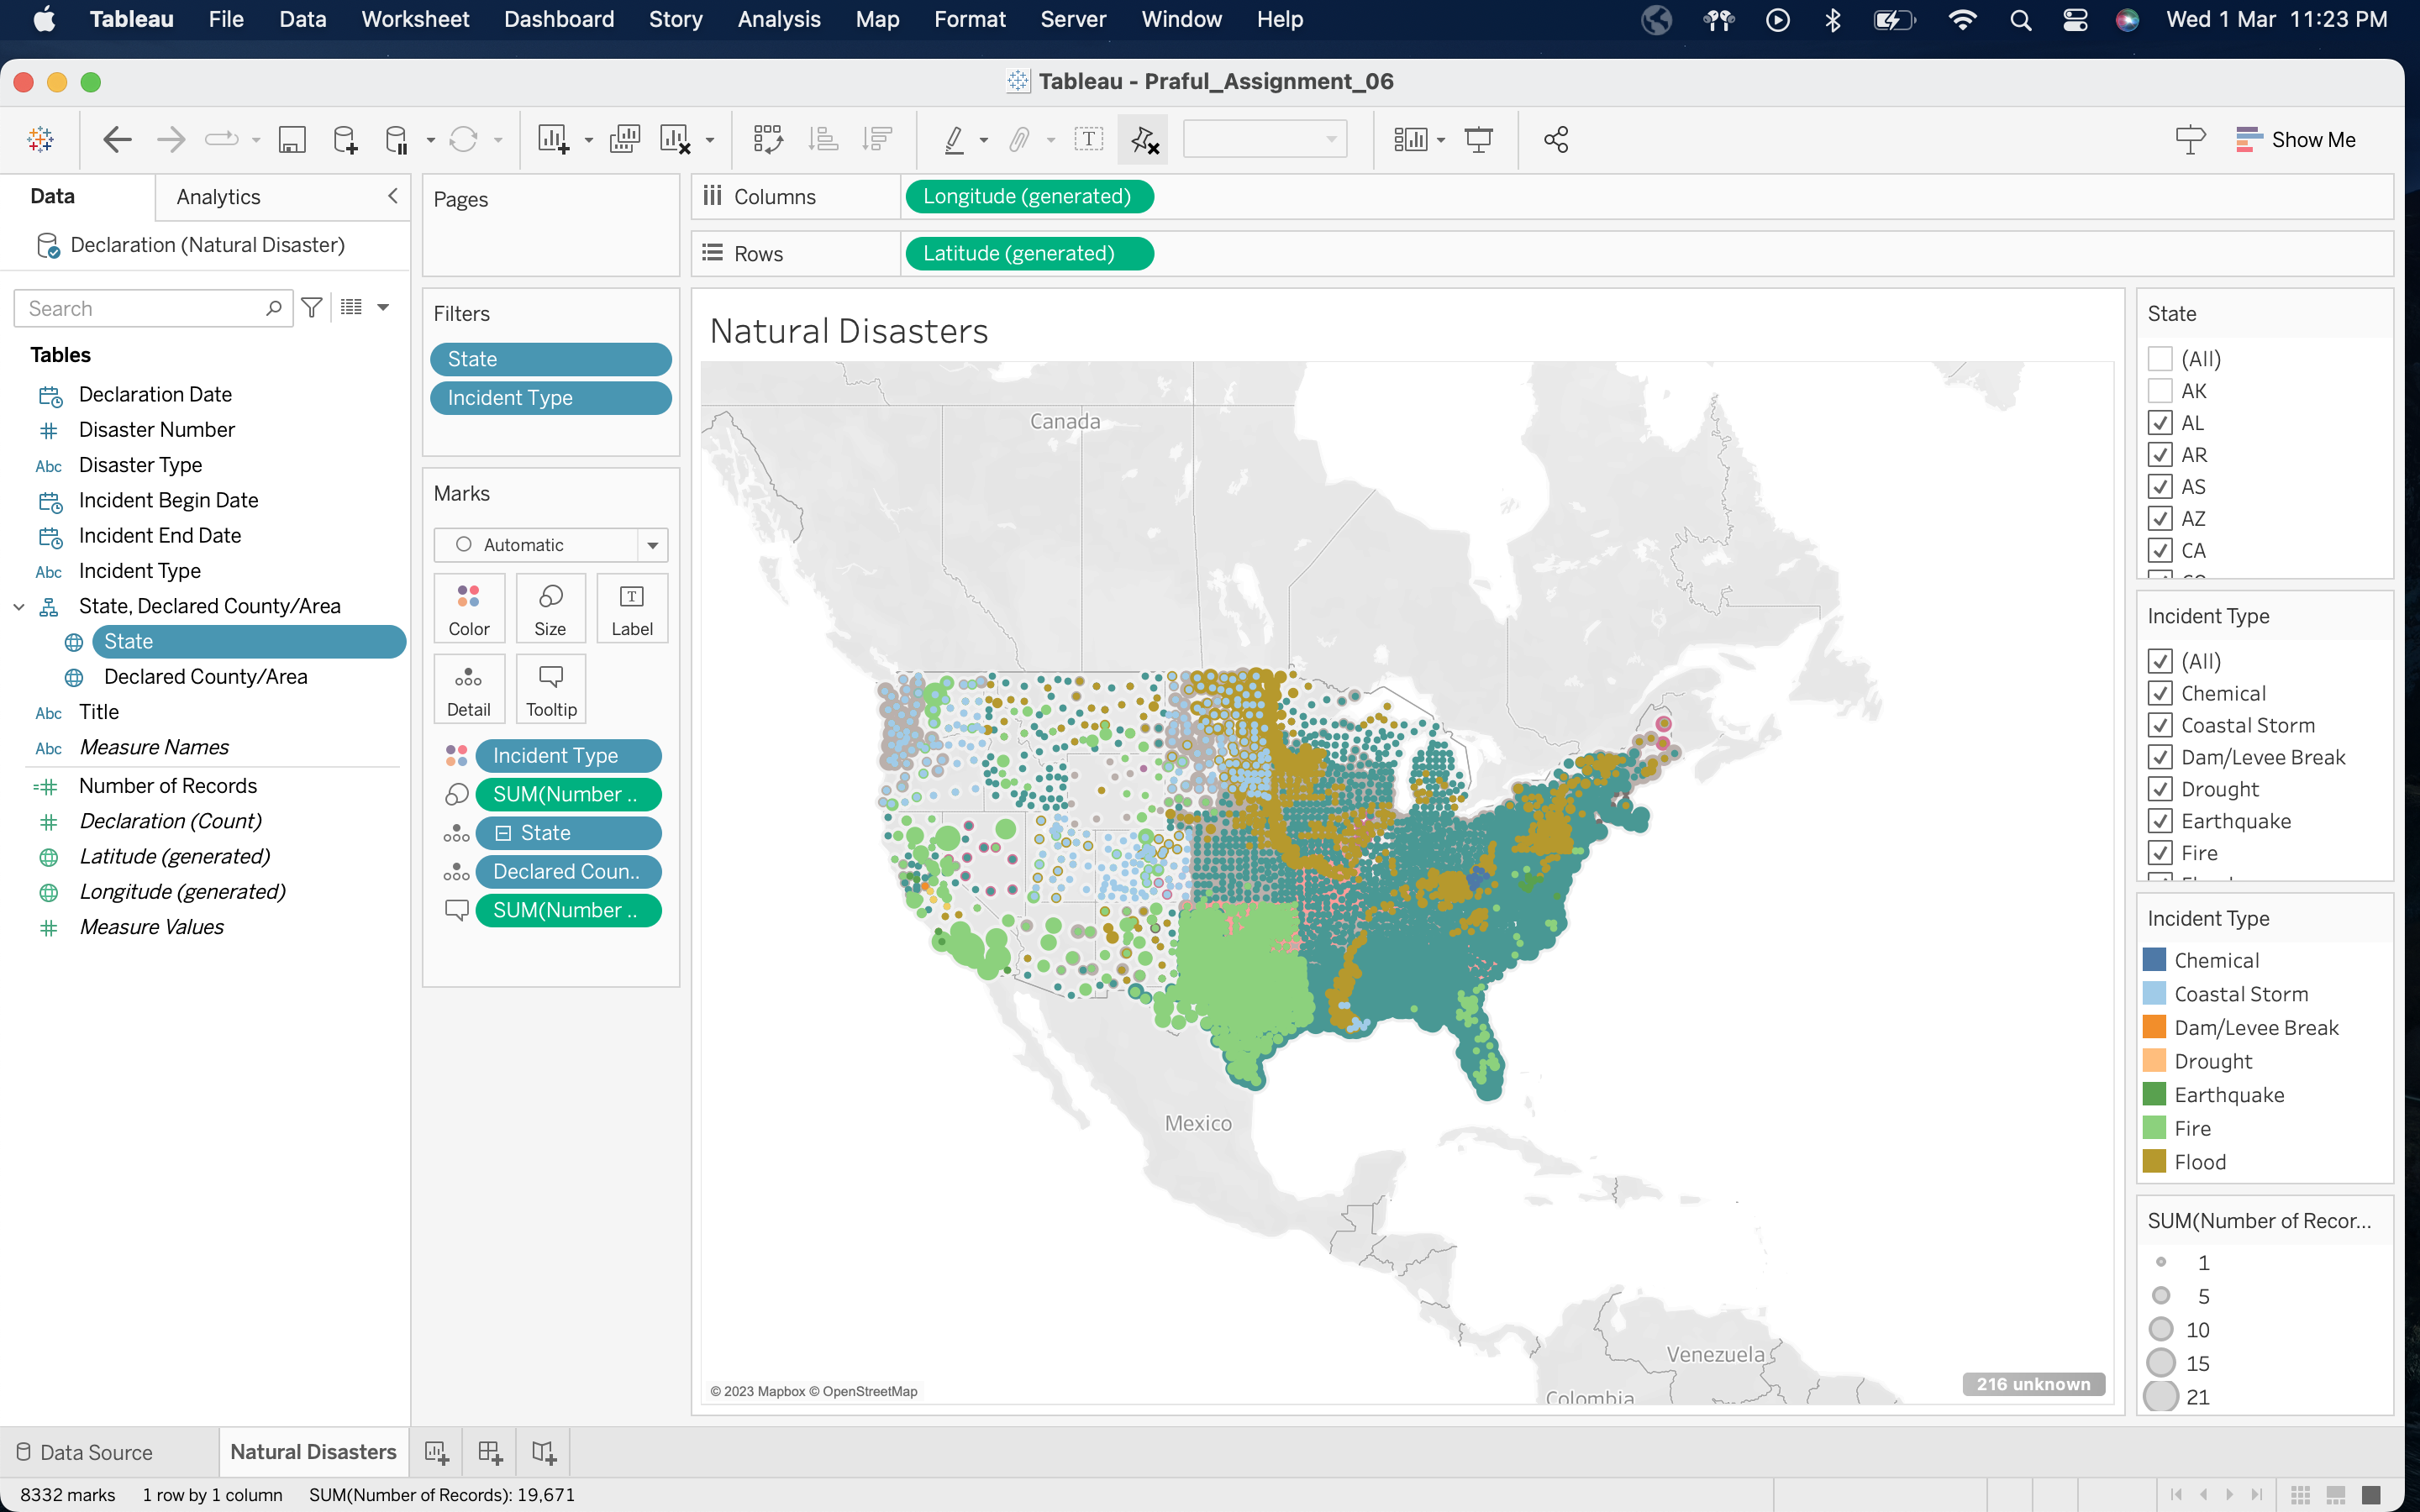 Tableau File Data Worksheet Dashboard Story Analysis Map Format Server Window Help Wed 1 Mar 11:23 PM
Tableau - Praful_Assignment_06
Show Me
Data Analytics
Declaration (Natural Disaster)
Search
Tables
Declaration Date
# Disaster Number
Abc Disaster Type
Incident Begin Date
Incident End Date
Abc Incident Type
State, Declared County/Area
State
Declared County/Area
Abc Title
Abc Measure Names
=# Number of Records
# Declaration (Count)
Latitude (generated)
Longitude (generated)
# Measure Values
Pages
Filters
State
Incident Type
Marks
Automatic
Color Size T Label
Detail Tooltip
Incident Type
SUM(Number ..
State
Declared Coun..
SUM(Number ..
Columns Longitude (generated)
Rows Latitude (generated)
Natural Disasters
Canada
Mexico
Venezuela
Colombia
© 2023 Mapbox © OpenStreetMap
216 unknown
State
(All)
AK
AL
AR
AS
AZ
CA
Incident Type
(All)
Chemical
Coastal Storm
Dam/Levee Break
Drought
Earthquake
Fire
Incident Type
Chemical
Coastal Storm
Dam/Levee Break
Drought
Earthquake
Fire
Flood
SUM(Number of Recor...
1
5
10
15
21
Data Source Natural Disasters
8332 marks 1 row by 1 column SUM(Number of Records): 19,671